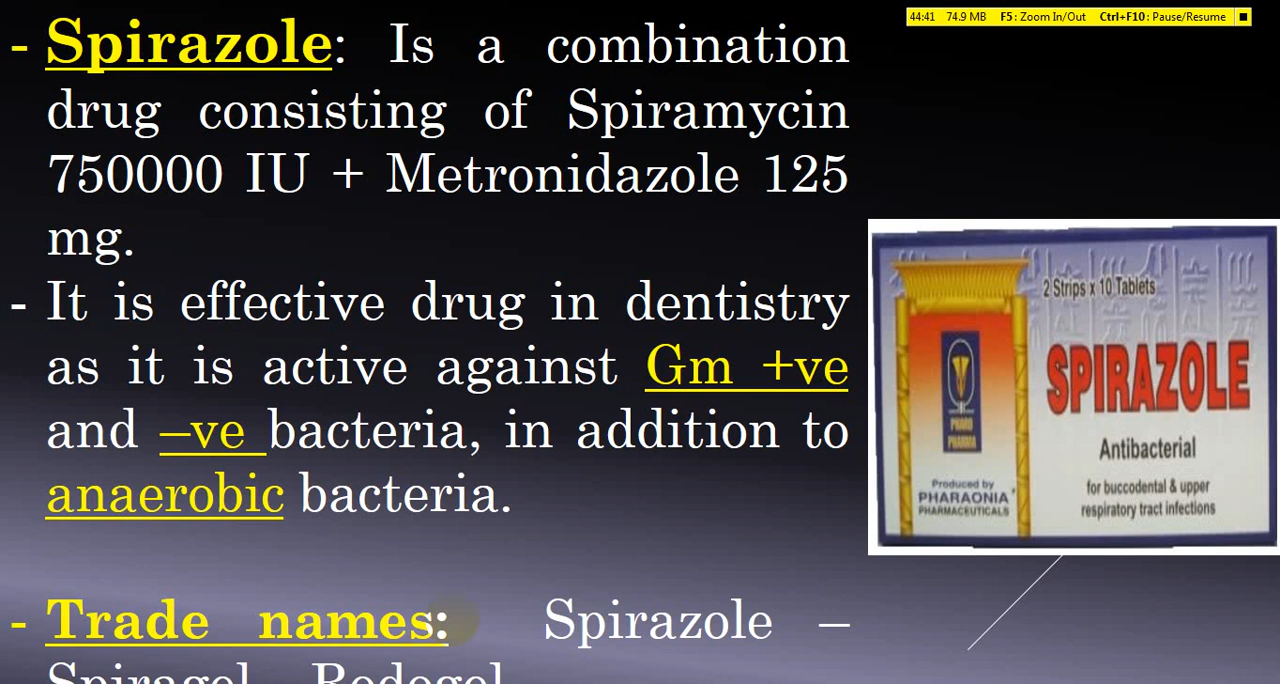 44:41 74.9 MB F5: Zoom In/Out Ctrl+F10: Pause/Resume
- Spirazole: Is a combination
drug consisting of Spiramycin
750000 IU + Metronidazole 125
mg.
- It is effective drug in dentistry
as it is active against Gm +ve
and –ve bacteria, in addition to
anaerobic bacteria.
- Trade names: Spirazole –
2 Strips x 10 Tablets
SPIRAZOLE
Antibacterial
for buccodental & upper
respiratory tract infections
PHARO
PHARMA
Produced by
PHARAONIA
PHARMACEUTICALS